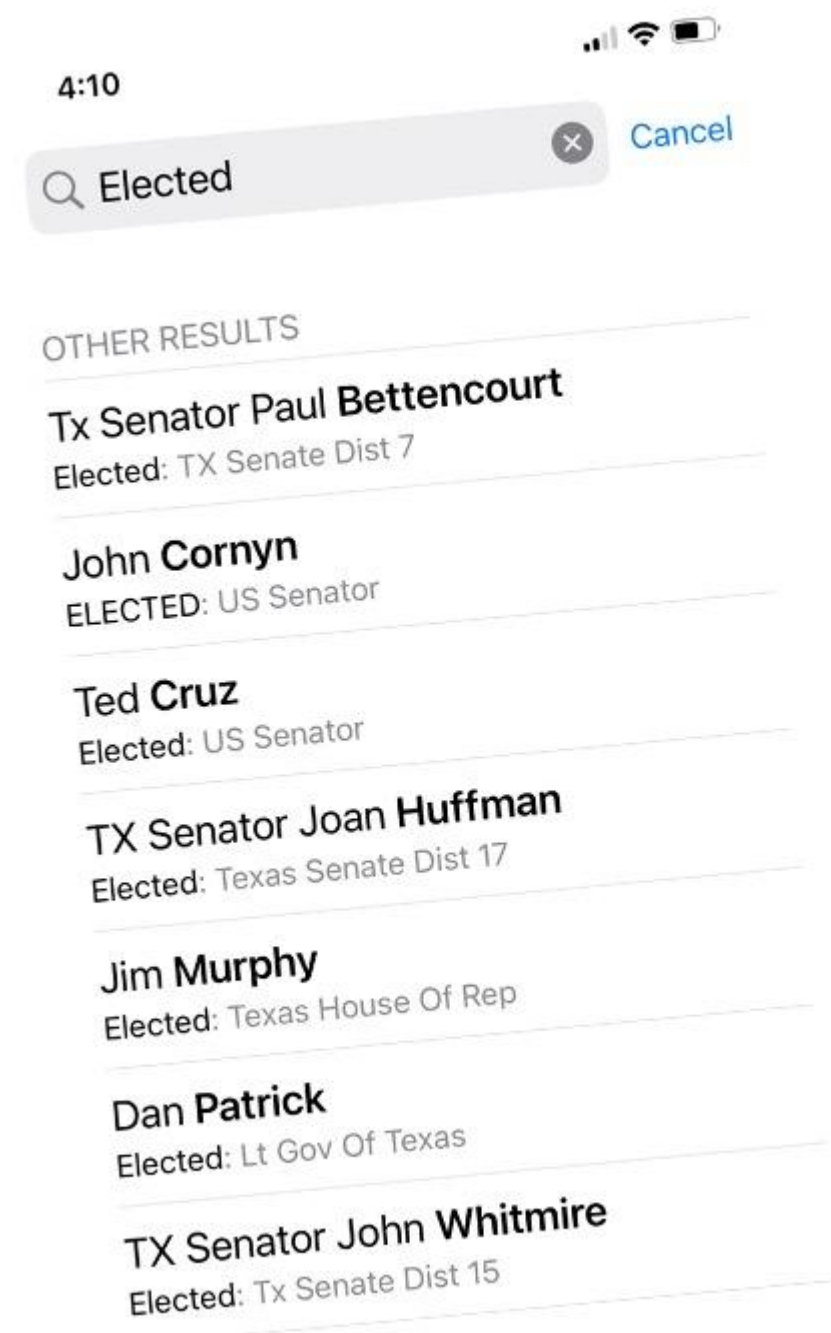 4:10
Elected
Cancel
OTHER RESULTS
Tx Senator Paul Bettencourt
Elected: TX Senate Dist 7
John Cornyn
ELECTED: US Senator
Ted Cruz
Elected: US Senator
TX Senator Joan Huffman
Elected: Texas Senate Dist 17
Jim Murphy
Elected: Texas House Of Rep
Dan Patrick
Elected: Lt Gov Of Texas
TX Senator John Whitmire
Elected: Tx Senate Dist 15